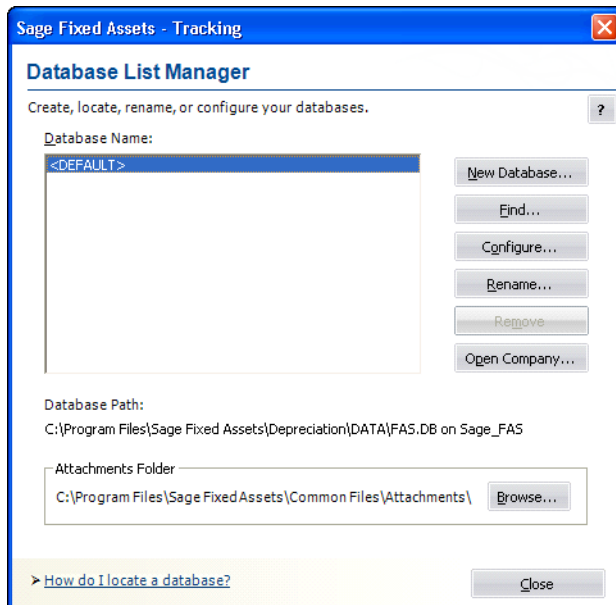 Sage Fixed Assets - Tracking
Database List Manager
Create, locate, rename, or configure your databases.
?
Database Name:
<DEFAULT>
New Database...
Find...
Configure...
Rename...
Remove
Open Company...
Database Path:
C:\Program Files\Sage Fixed Assets\Depreciation\DATA\FAS.DB on Sage_FAS
Attachments Folder
C:\Program Files\Sage Fixed Assets\Common Files\Attachments\
Browse...
➤ How do I locate a database?
Close